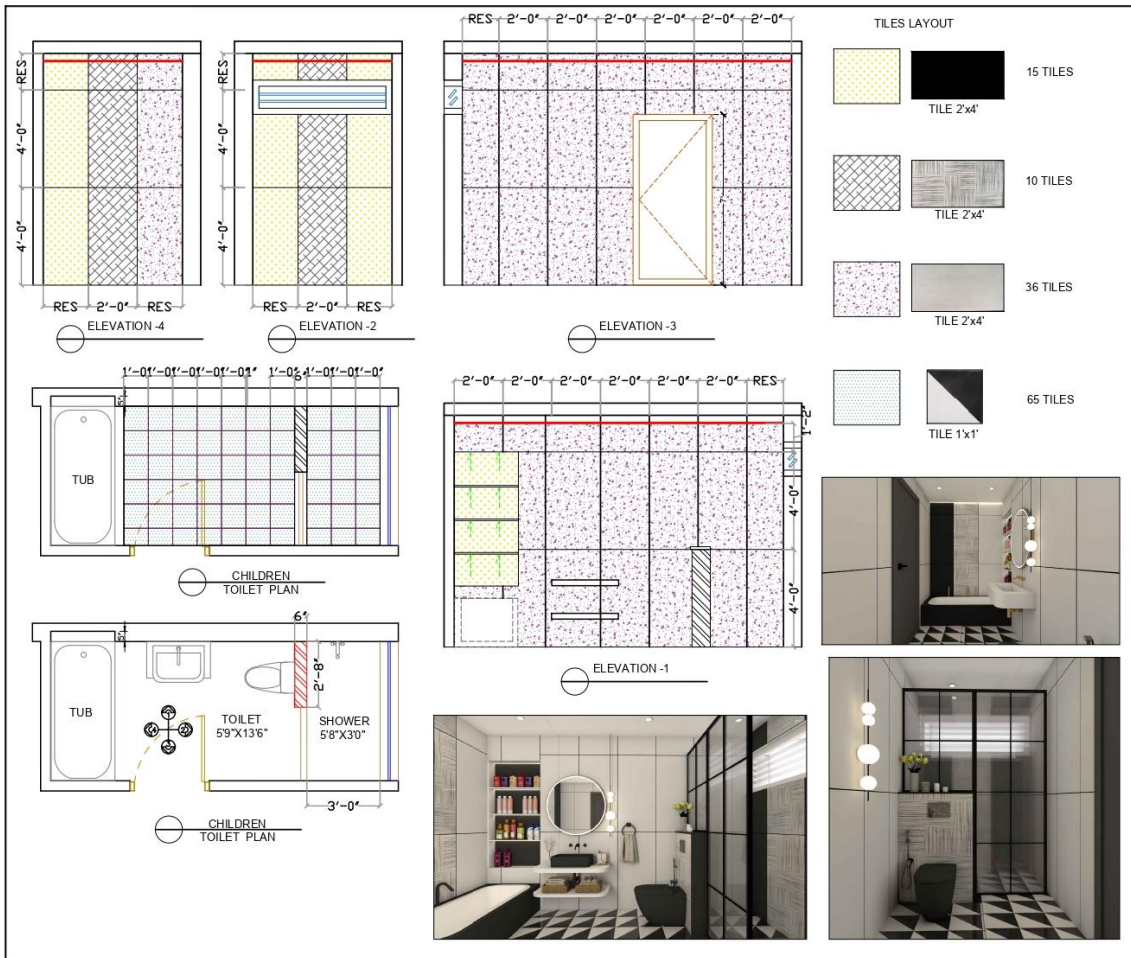 RES 2'-0" 2'-0" 2'-0" 2'-0" 2'-0" 2'-0"
TILES LAYOUT
RES
4'-0"
4'-0"
RES 2'-0" RES
ELEVATION -4
RES
4'-0"
4'-0"
RES 2'-0" RES
ELEVATION -2
ELEVATION -3
15 TILES
TILE 2'x4'
10 TILES
TILE 2'x4'
36 TILES
TILE 2'x4'
65 TILES
TILE 1'x1'
1'-0" 1'-0" 1'-0" 1'-0" 1'-0" 1" 1'-0" 6" 1'-0" 1'-0" 1'-0"
5"
TUB
CHILDREN
TOILET PLAN
2'-0" 2'-0" 2'-0" 2'-0" 2'-0" 2'-0" RES
1'-2"
4'-0"
4'-0"
ELEVATION -1
6"
5"
2'-8"
TUB
TOILET
5'9"X13'6"
SHOWER
5'8"X3'0"
3'-0"
CHILDREN
TOILET PLAN